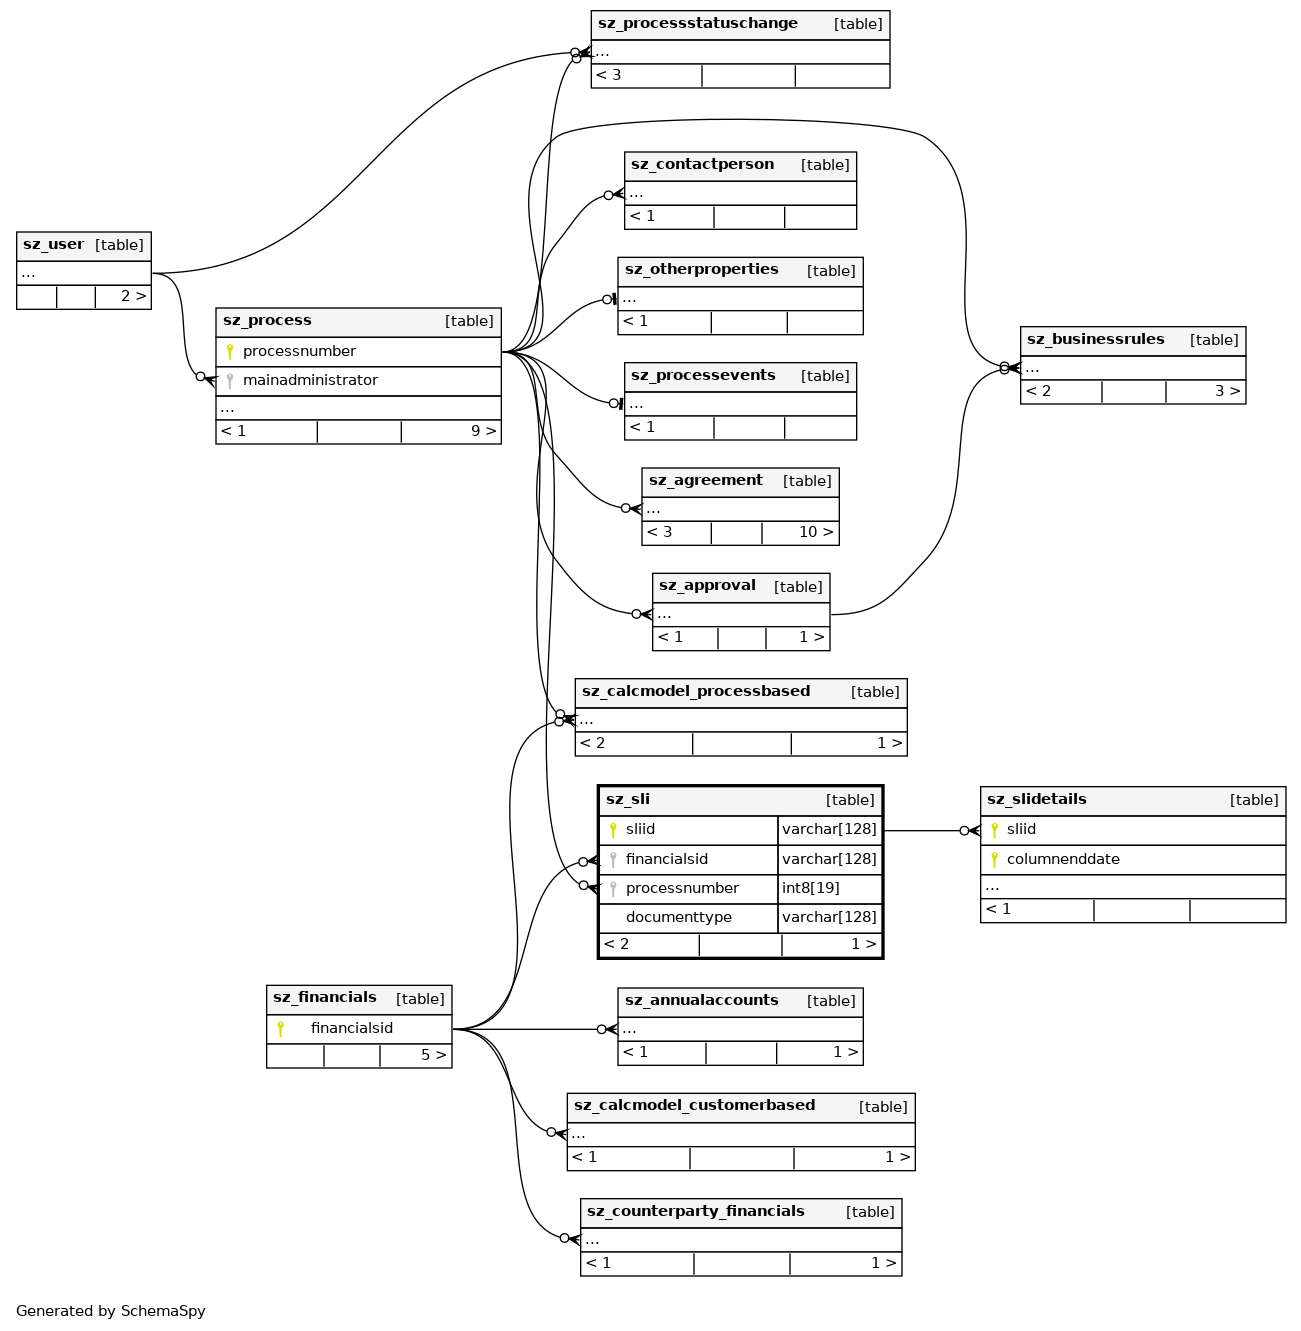 sz_processstatuschange [table]
...
< 3
sz_contactperson [table]
...
< 1
sz_user [table]
...
2 >
sz_otherproperties [table]
...
< 1
sz_process [table]
processnumber
mainadministrator
...
< 1 9 >
sz_businessrules [table]
...
< 2 3 >
sz_processevents [table]
...
< 1
sz_agreement [table]
...
< 3 10 >
sz_approval [table]
...
< 1 1 >
sz_calcmodel_processbased [table]
...
< 2 1 >
sz_sli [table]
sliid varchar[128]
financialsid varchar[128]
processnumber int8[19]
documenttype varchar[128]
< 2 1 >
sz_slidetails [table]
sliid
columnenddate
...
< 1
sz_financials [table]
financialsid
5 >
sz_annualaccounts [table]
...
< 1 1 >
sz_calcmodel_customerbased [table]
...
< 1 1 >
sz_counterparty_financials [table]
...
< 1 1 >
Generated by SchemaSpy